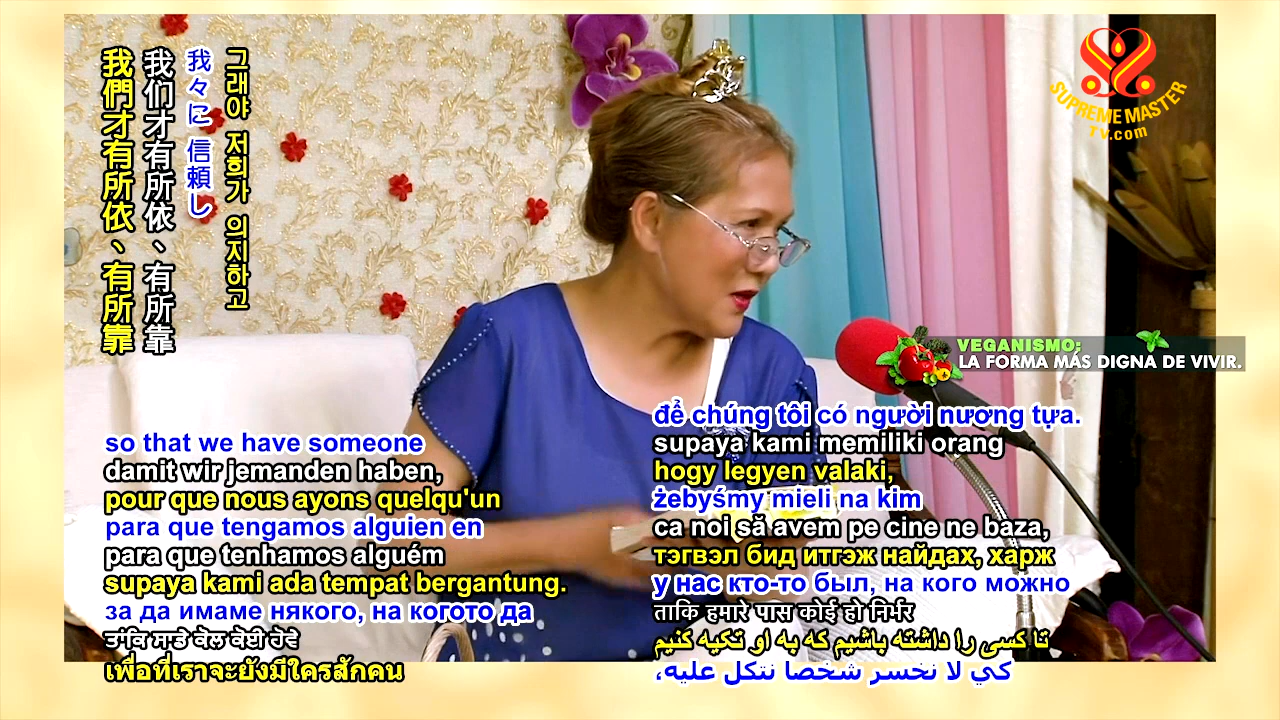 我們才有所依、有所靠
我们才有所依、有所靠
我々に 信頼し
그래야 저희가 의지하고
SUPREME MASTER
TV.com
VEGANISMO:
LA FORMA MÁS DIGNA DE VIVIR.
so that we have someone
damit wir jemanden haben,
pour que nous ayons quelqu'un
para que tengamos alguien en
para que tenhamos alguém
supaya kami ada tempat bergantung.
за да имаме някого, на когото да
ਤਾਂਕਿ ਸਾਡੇ ਕੋਲ ਕੋਈ ਹੋਵੇ
เพื่อที่เราจะยังมีใครสักคน
để chúng tôi có người nương tựa.
supaya kami memiliki orang
hogy legyen valaki,
żebyśmy mieli na kim
ca noi să avem pe cine ne baza,
тэгвэл бид итгэж найдах, харж
у нас кто-то был, на кого можно
ताकि हमारे पास कोई हो निर्भर
تا کسی را داشته باشیم که به او تکیه کنیم
كي لا نخسر شخصا نتكل عليه،